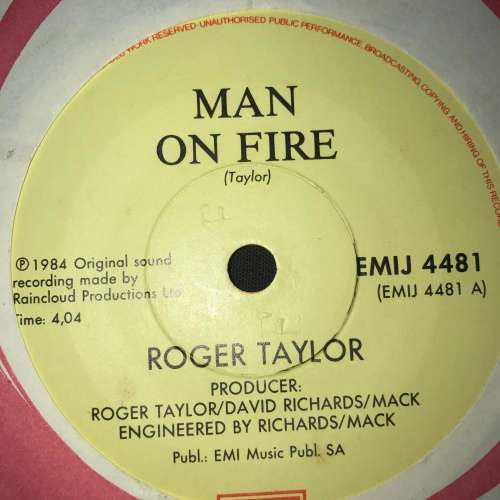 WORK RESERVED. UNAUTHORISED PUBLIC PERFORMANCE, BROADCASTING, COPYING AND HIRING OF THIS RECORD
MAN
ON FIRE
(Taylor)
℗ 1984 Original sound
recording made by
Raincloud Productions Ltd
Time: 4,04
EMIJ 4481
(EMIJ 4481 A)
ROGER TAYLOR
PRODUCER:
ROGER TAYLOR/DAVID RICHARDS/MACK
ENGINEERED BY RICHARDS/MACK
Publ.: EMI Music Publ. SA